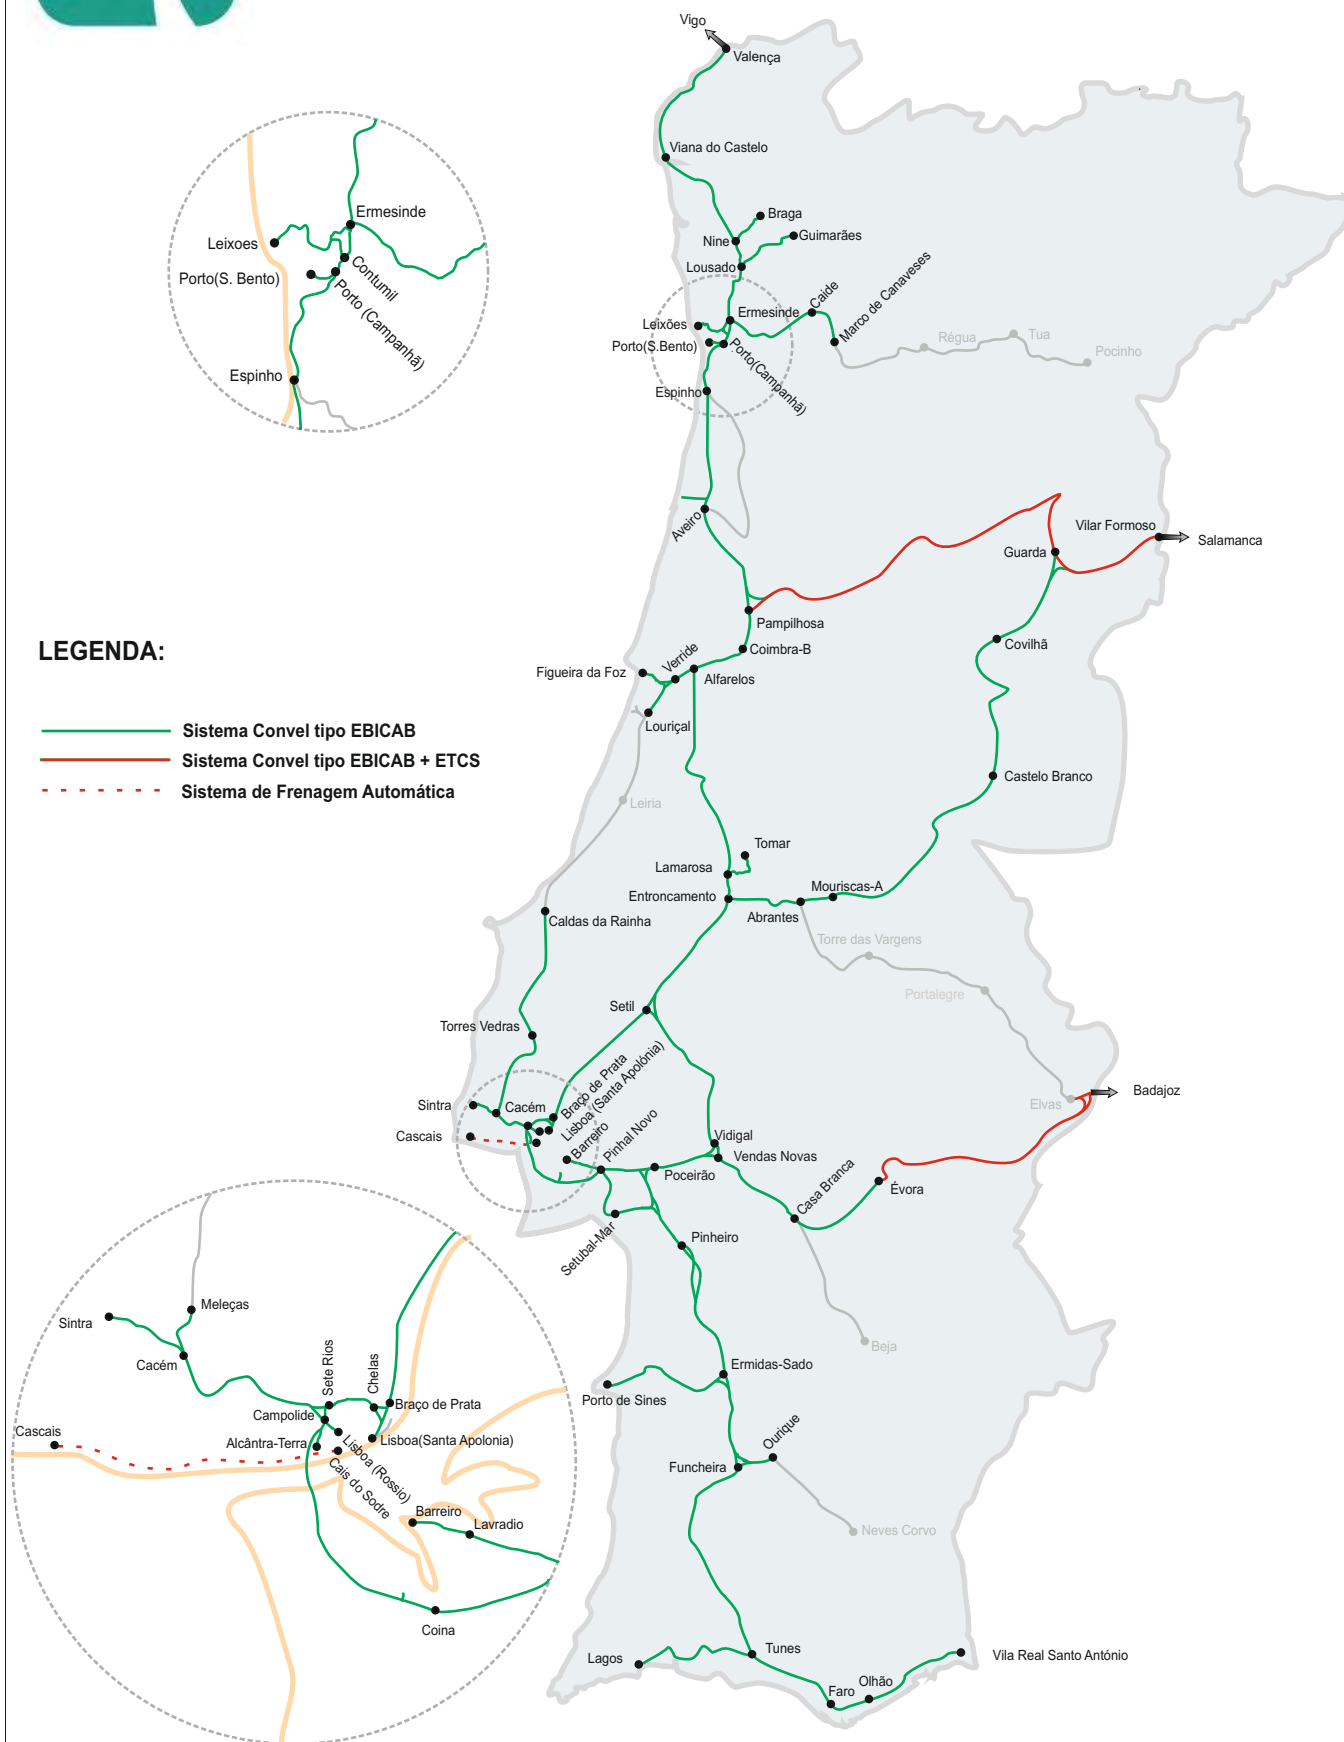 Vigo
Valença
Viana do Castelo
Braga
Nine
Guimarães
Lousado
Ermesinde
Caide
Marco de Canaveses
Leixões
Porto(S.Bento)
Porto(Campanhã)
Régua
Tua
Pocinho
Espinho
Ermesinde
Leixoes
Porto(S. Bento)
Contumil
Porto (Campanhã)
Espinho
Aveiro
Vilar Formoso
Salamanca
Guarda
Pampilhosa
Coimbra-B
Covilhã
Verride
Figueira da Foz
Alfarelos
Louriçal
LEGENDA:
Sistema Convel tipo EBICAB
Sistema Convel tipo EBICAB + ETCS
Sistema de Frenagem Automática
Castelo Branco
Leiria
Tomar
Lamarosa
Entroncamento
Mouriscas-A
Abrantes
Caldas da Rainha
Torre das Vargens
Portalegre
Setil
Torres Vedras
Braço de Prata
Lisboa (Santa Apolónia)
Sintra
Cacém
Cascais
Barreiro
Pinhal Novo
Elvas
Badajoz
Vidigal
Vendas Novas
Poceirão
Casa Branca
Évora
Setubal-Mar
Pinheiro
Beja
Ermidas-Sado
Porto de Sines
Ourique
Funcheira
Neves Corvo
Meleças
Sintra
Cacém
Sete Rios
Chelas
Braço de Prata
Campolide
Cascais
Alcântra-Terra
Lisboa(Santa Apolonia)
Lisboa (Rossio)
Cais do Sodre
Barreiro
Lavradio
Coina
Lagos
Tunes
Faro
Olhão
Vila Real Santo António